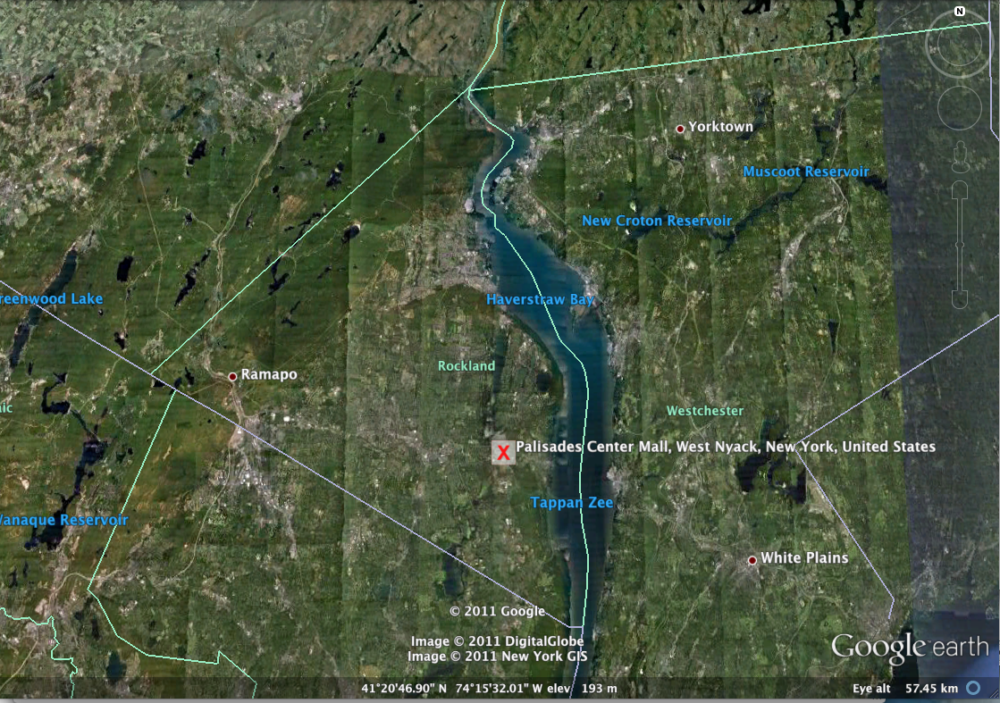 N
Yorktown
Muscoot Reservoir
New Croton Reservoir
reenwood Lake
Haverstraw Bay
Rockland
Ramapo
ic
Westchester
X
Palisades Center Mall, West Nyack, New York, United States
Tappan Zee
Vanaque Reservoir
White Plains
© 2011 Google
Image © 2011 DigitalGlobe
Image © 2011 New York GIS
Google earth
41°20'46.90" N 74°15'32.01" W elev 193 m
Eye alt 57.45 km